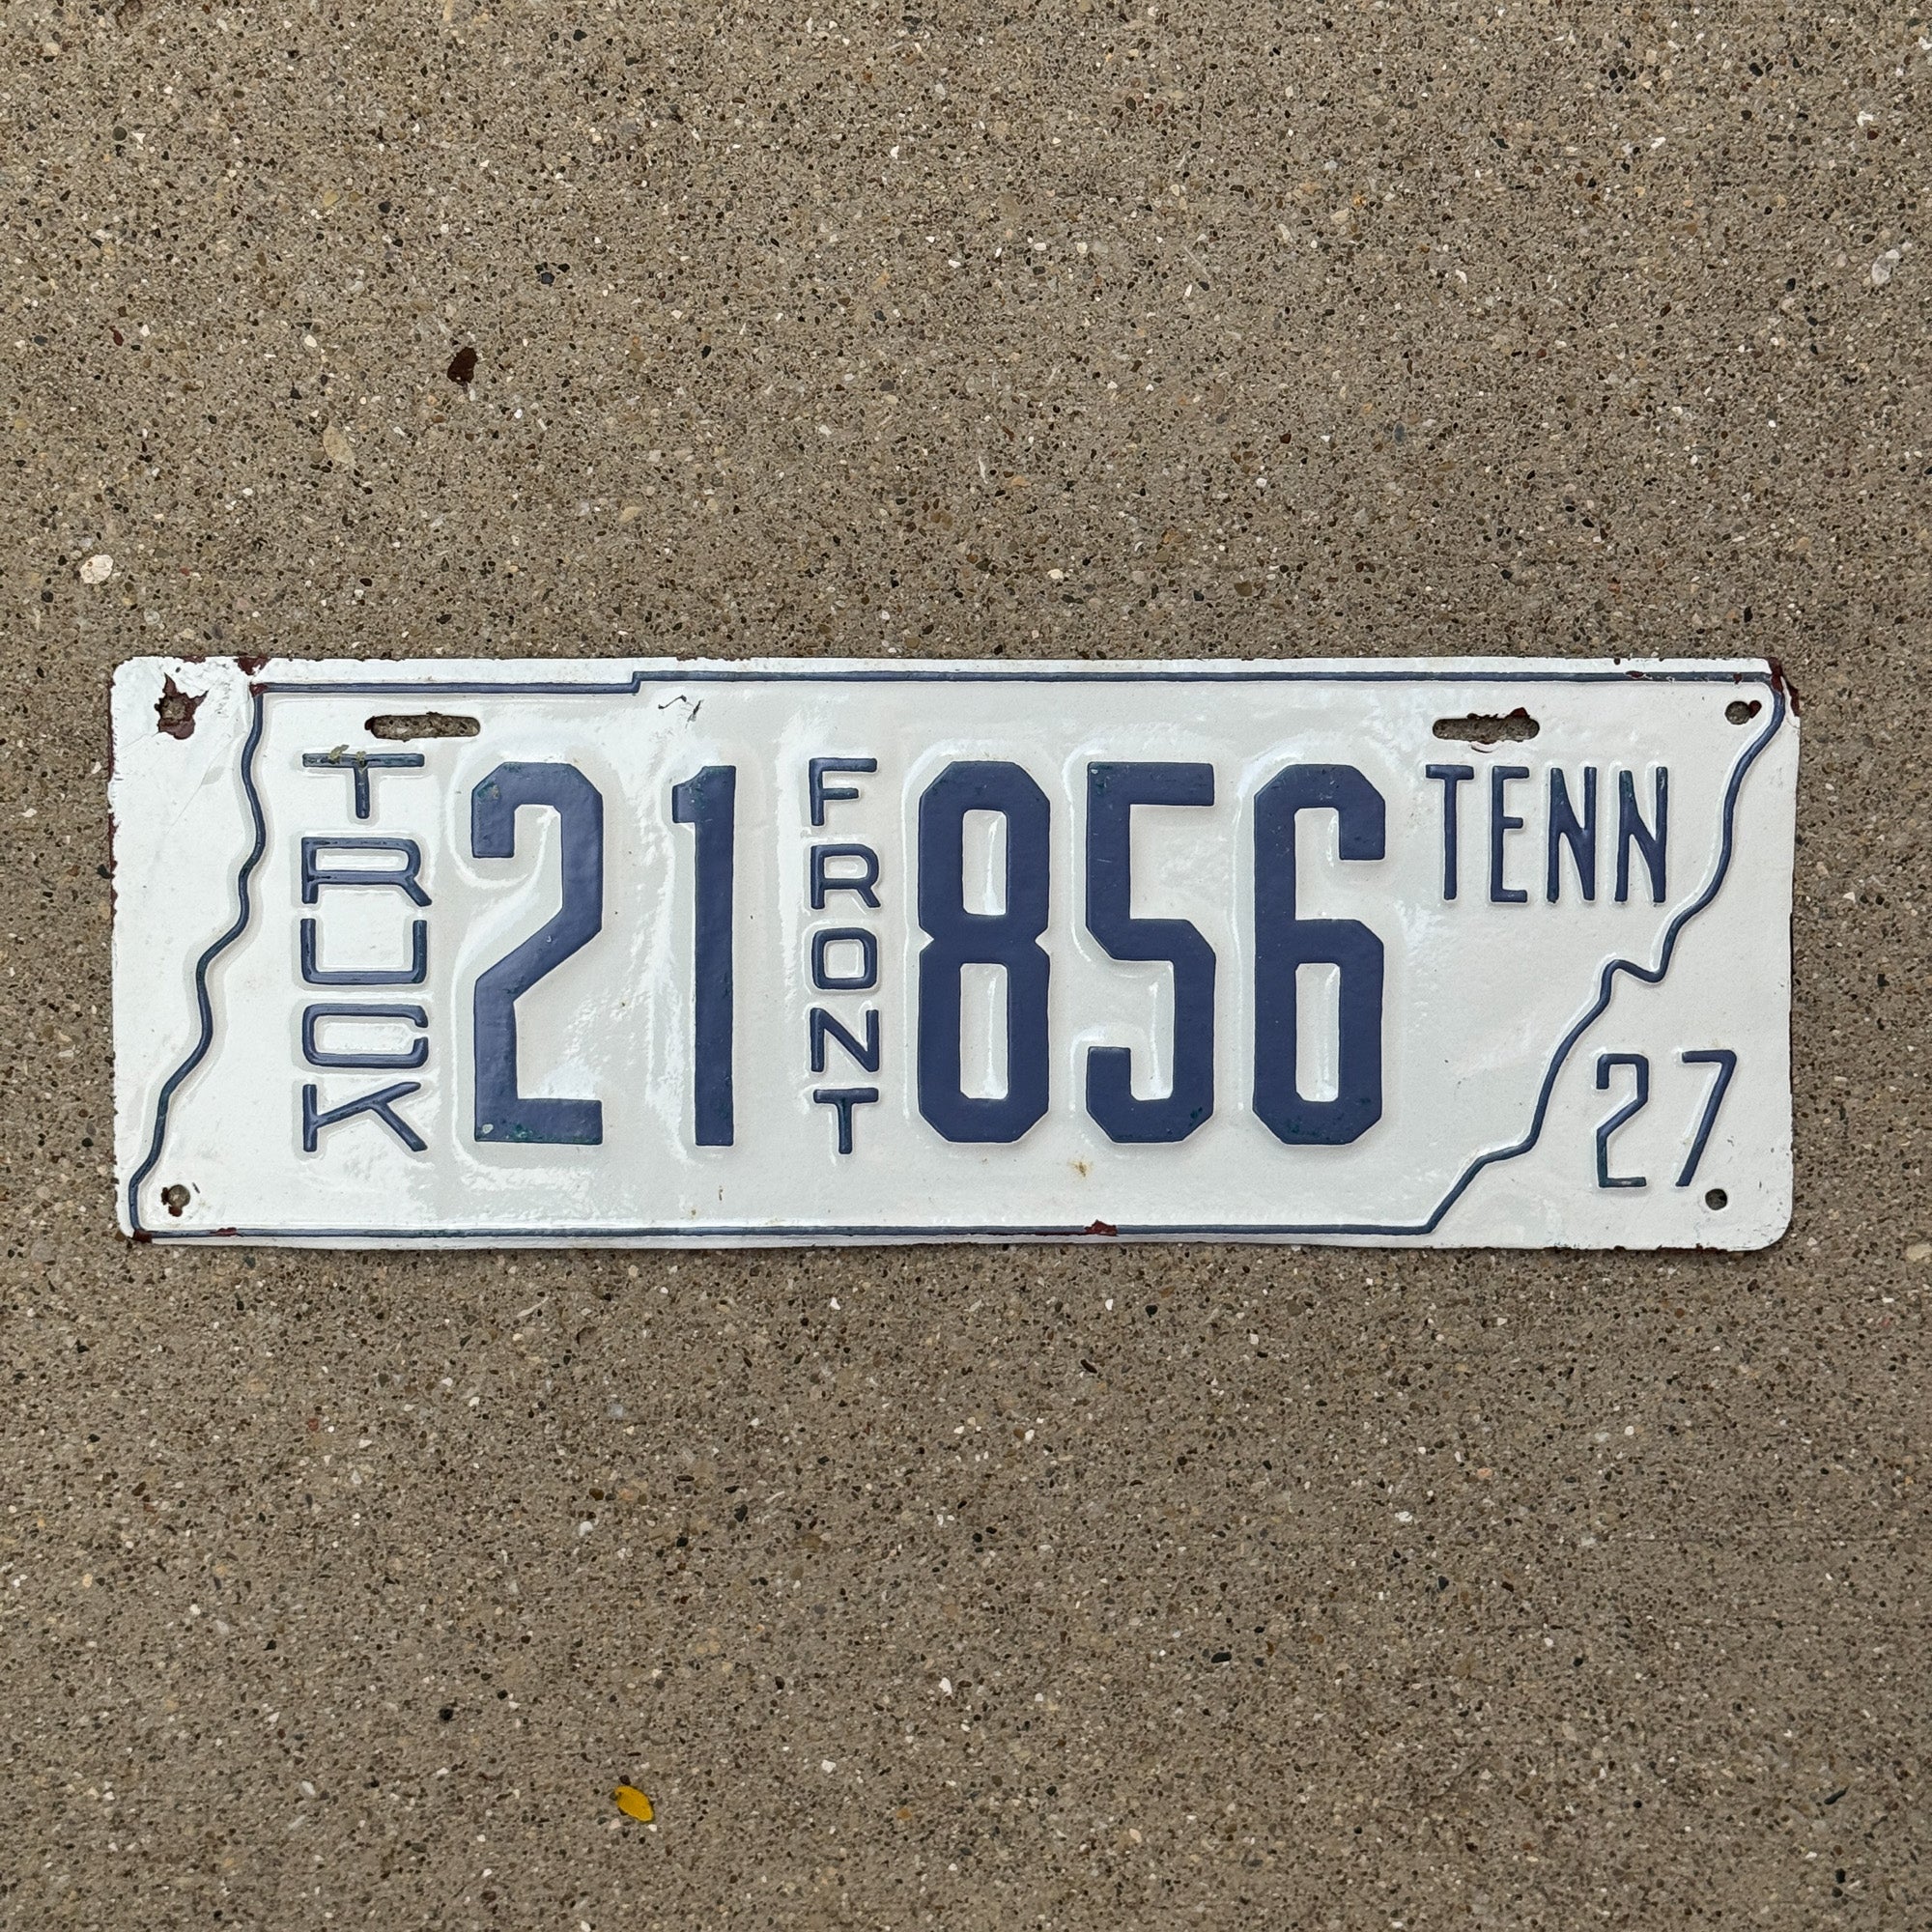 TRUCK
21
FRONT
856
TENN
27